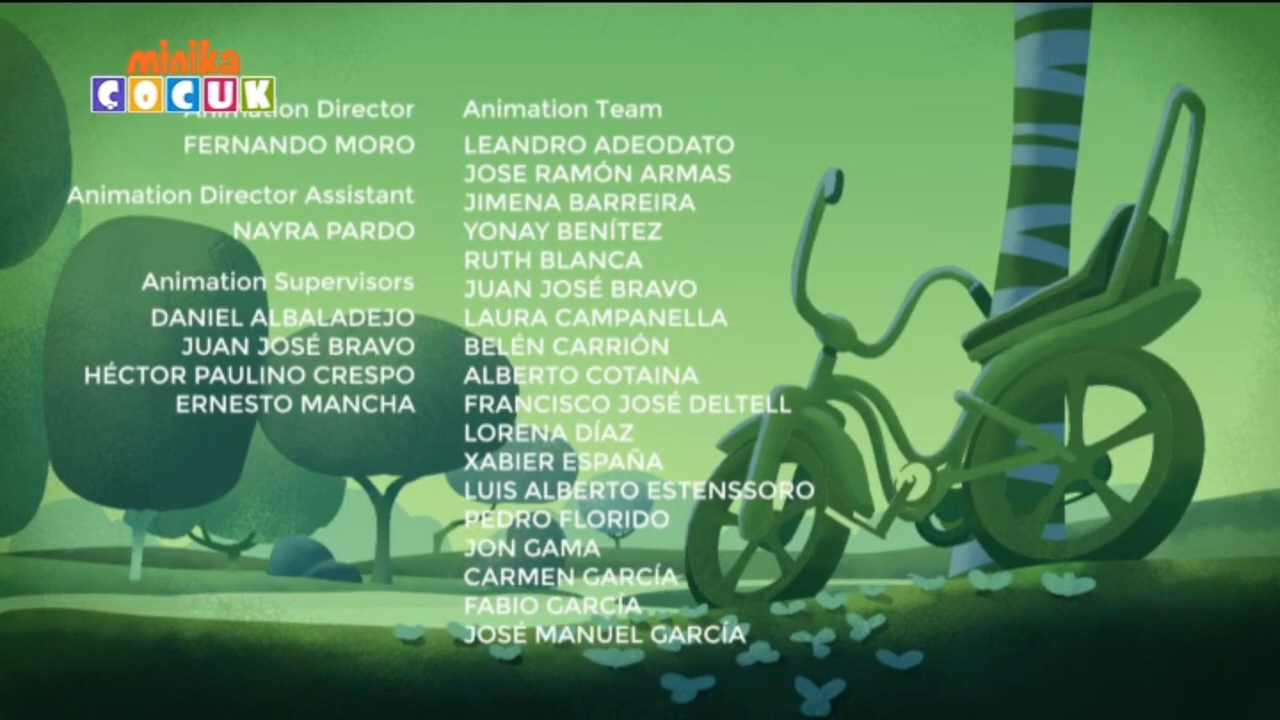 minika
ÇOCUK
Animation Director
FERNANDO MORO
Animation Director Assistant
NAYRA PARDO
Animation Supervisors
DANIEL ALBALADEJO
JUAN JOSÉ BRAVO
HÉCTOR PAULINO CRESPO
ERNESTO MANCHA
Animation Team
LEANDRO ADEODATO
JOSE RAMÓN ARMAS
JIMENA BARREIRA
YONAY BENÍTEZ
RUTH BLANCA
JUAN JOSÉ BRAVO
LAURA CAMPANELLA
BELÉN CARRIÓN
ALBERTO COTAINA
FRANCISCO JOSÉ DELTELL
LORENA DÍAZ
XABIER ESPAÑA
LUIS ALBERTO ESTENSSORO
PEDRO FLORIDO
JON GAMA
CARMEN GARCÍA
FABIO GARCÍA
JOSÉ MANUEL GARCÍA